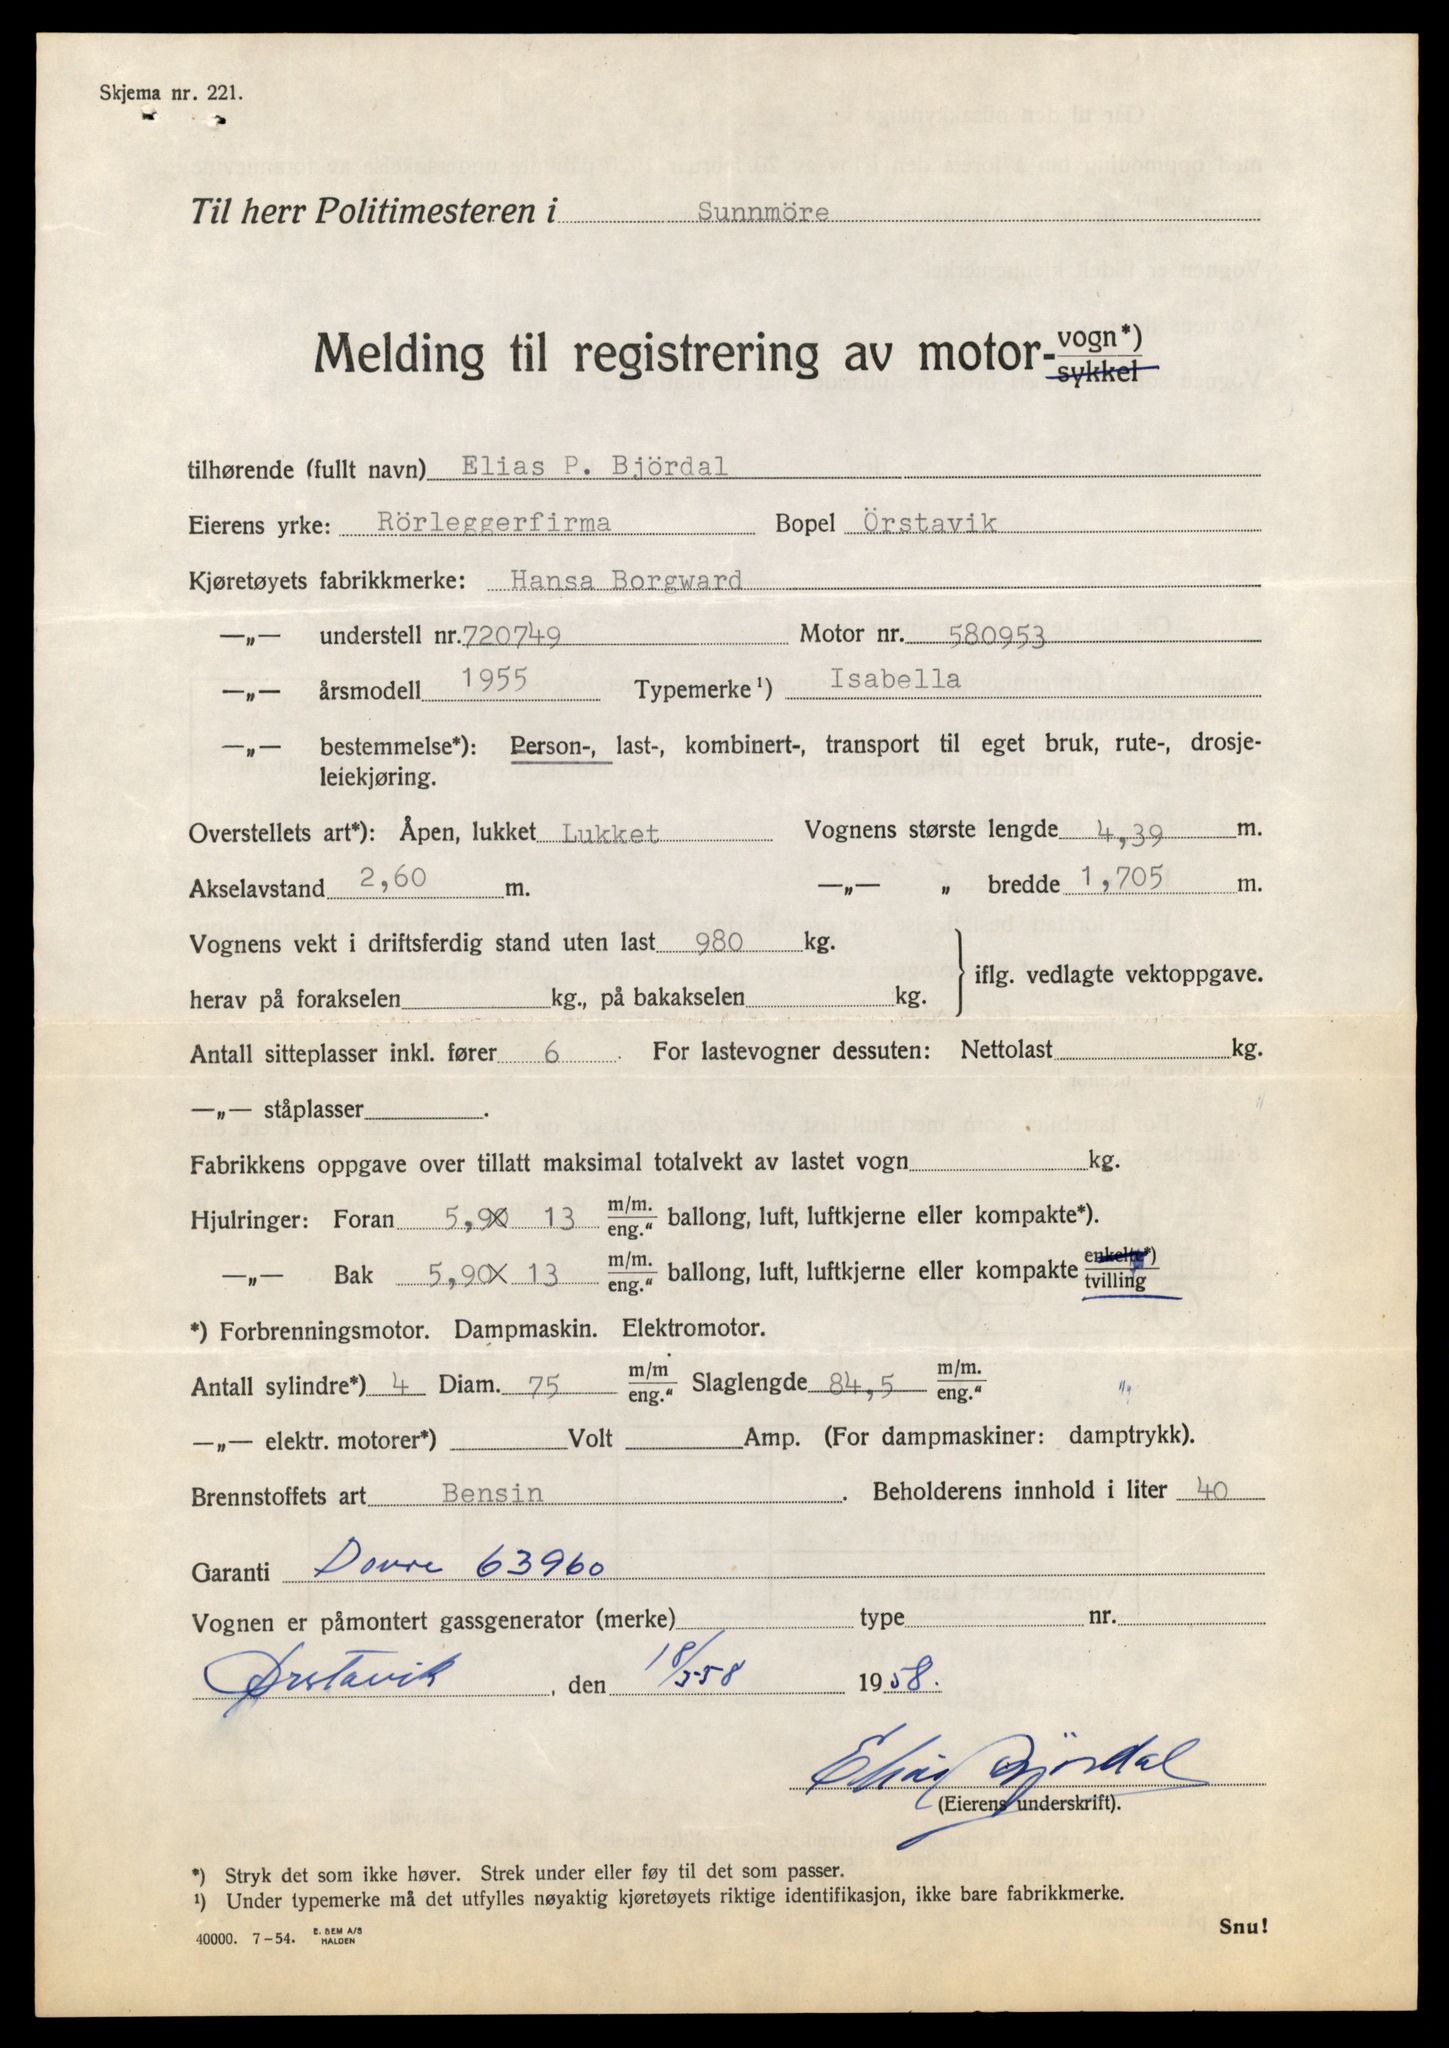 Skjema nr. 221.
Til herr Politimesteren i Sunnmöre
Melding til registrering av motor-vogn*)
sykkel
tilhørende (fullt navn) Elias P. Björdal
Eierens yrke: Rörleggerfirma Bopel Örstavik
Kjøretøyets fabrikkmerke: Hansa Borgward
—„— understell nr. 720749 Motor nr. 580953
—„— årsmodell 1955 Typemerke¹) Isabella
—„— bestemmelse*): Person-, last-, kombinert-, transport til eget bruk, rute-, drosje-
leiekjøring.
Overstellets art*): Åpen, lukket Lukket Vognens største lengde 4,39 m.
Akselavstand 2,60 m. —„— „ bredde 1,705 m.
Vognens vekt i driftsferdig stand uten last 980 kg.
herav på forakselen kg., på bakakselen kg. } iflg. vedlagte vektoppgave.
Antall sitteplasser inkl. fører 6 . For lastevogner dessuten: Nettolast kg.
—„— ståplasser .
Fabrikkens oppgave over tillatt maksimal totalvekt av lastet vogn kg.
Hjulringer: Foran 5,90 X 13 m/m. eng.“ ballong, luft, luftkjerne eller kompakte*).
—„— Bak 5,90 X 13 m/m. eng.“ ballong, luft, luftkjerne eller kompakte enkelte*) tvilling
*) Forbrenningsmotor. Dampmaskin. Elektromotor.
Antall sylindre*) 4 Diam. 75 m/m eng.“ Slaglengde 84,5 m/m. eng.“
—„— elektr. motorer*) Volt Amp. (For dampmaskiner: damptrykk).
Brennstoffets art Bensin . Beholderens innhold i liter 40
Garanti Dovre 63960
Vognen er påmontert gassgenerator (merke) type nr.
Ørstavik , den 18/5-58 1958.
Elias Bjørdal
(Eierens underskrift).
*) Stryk det som ikke høver. Strek under eller føy til det som passer.
¹) Under typemerke må det utfylles nøyaktig kjøretøyets riktige identifikasjon, ikke bare fabrikkmerke.
40000. 7–54. E. SEM A/S HALDEN
Snu!